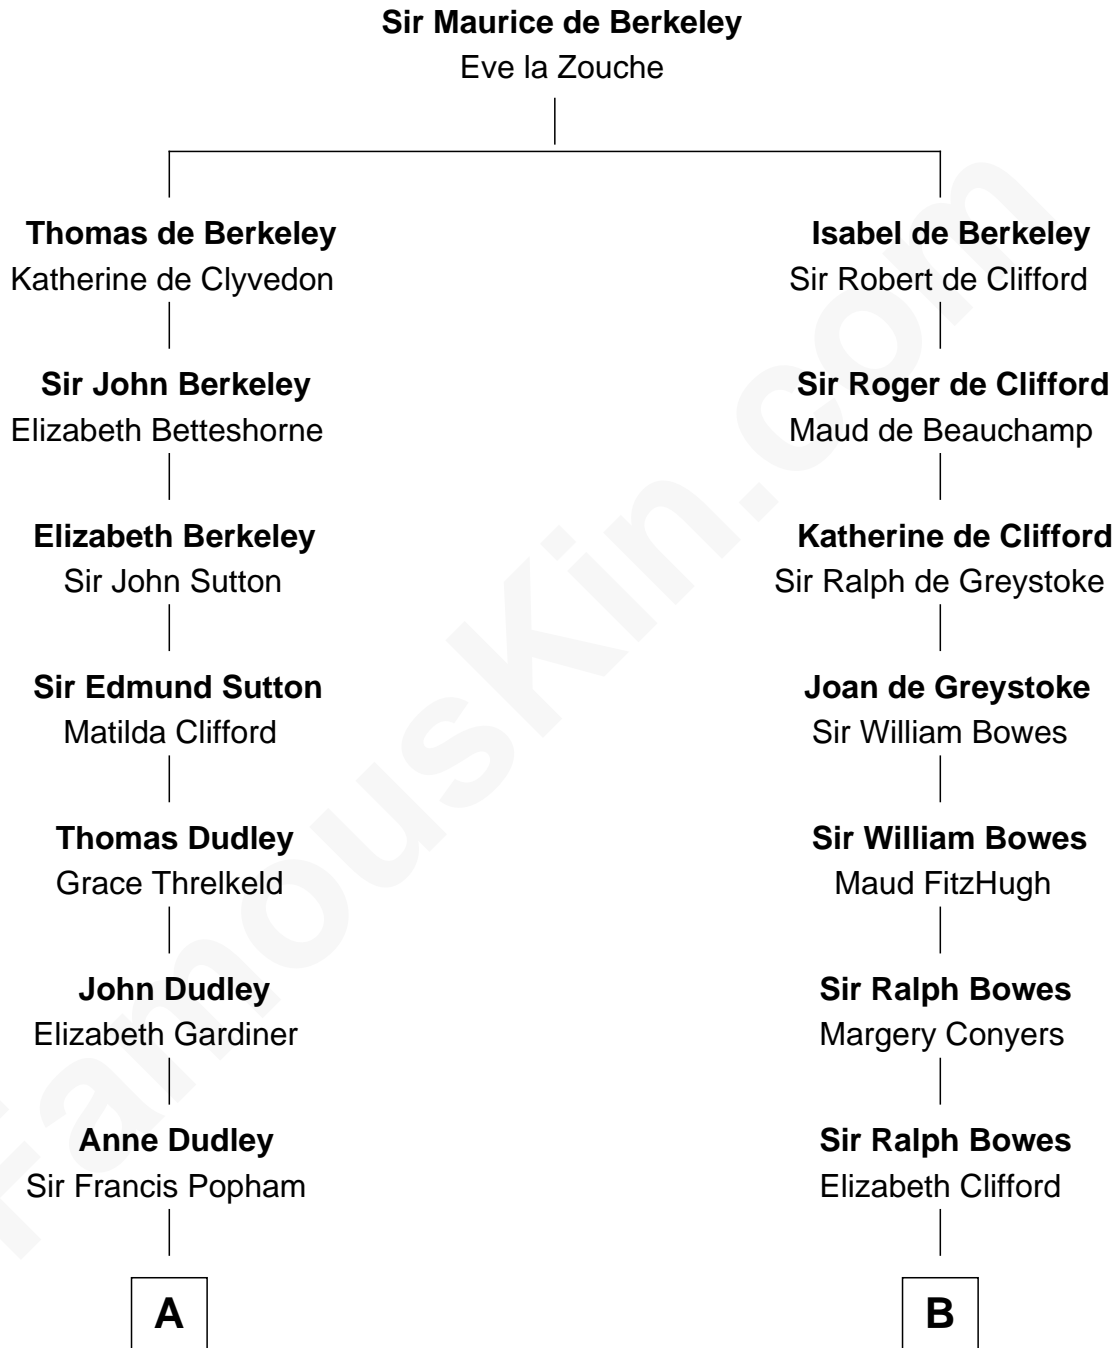 Sir Maurice de Berkeley
Eve la Zouche
Thomas de Berkeley
Katherine de Clyvedon
Isabel de Berkeley
Sir Robert de Clifford
Sir John Berkeley
Elizabeth Betteshorne
Sir Roger de Clifford
Maud de Beauchamp
Elizabeth Berkeley
Sir John Sutton
Katherine de Clifford
Sir Ralph de Greystoke
Sir Edmund Sutton
Matilda Clifford
Joan de Greystoke
Sir William Bowes
Thomas Dudley
Grace Threlkeld
Sir William Bowes
Maud FitzHugh
John Dudley
Elizabeth Gardiner
Sir Ralph Bowes
Margery Conyers
Anne Dudley
Sir Francis Popham
Sir Ralph Bowes
Elizabeth Clifford
A
B
FamousKin.com